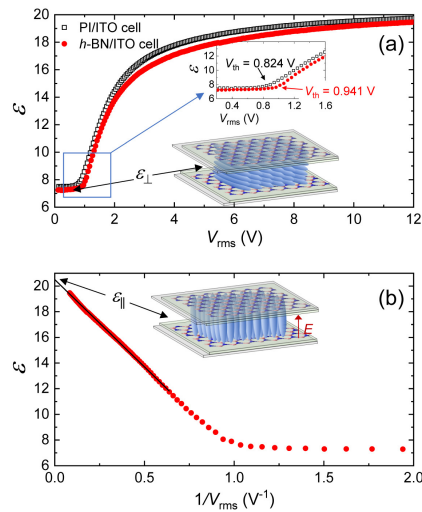 PI/ITO cell
h-BN/ITO cell
(a)
V_th = 0.824 V
V_th = 0.941 V
ε
12
10
8
6
0.4 0.8 1.2 1.6
V_rms (V)
ε
20
18
16
14
12
10
8
6
ε⊥
0 2 4 6 8 10 12
V_rms (V)
(b)
ε∥
E
ε
22
20
18
16
14
12
10
8
6
0.0 0.5 1.0 1.5 2.0
1/V_rms (V⁻¹)